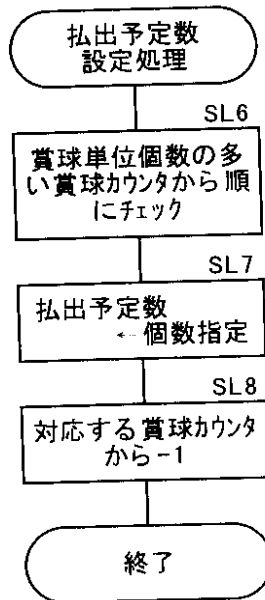 払出予定数
設定処理
SL6
賞球単位個数の多
い賞球カウンタから順
にチェック
SL7
払出予定数
← 個数指定
SL8
対応する賞球カウンタ
から-1
終了